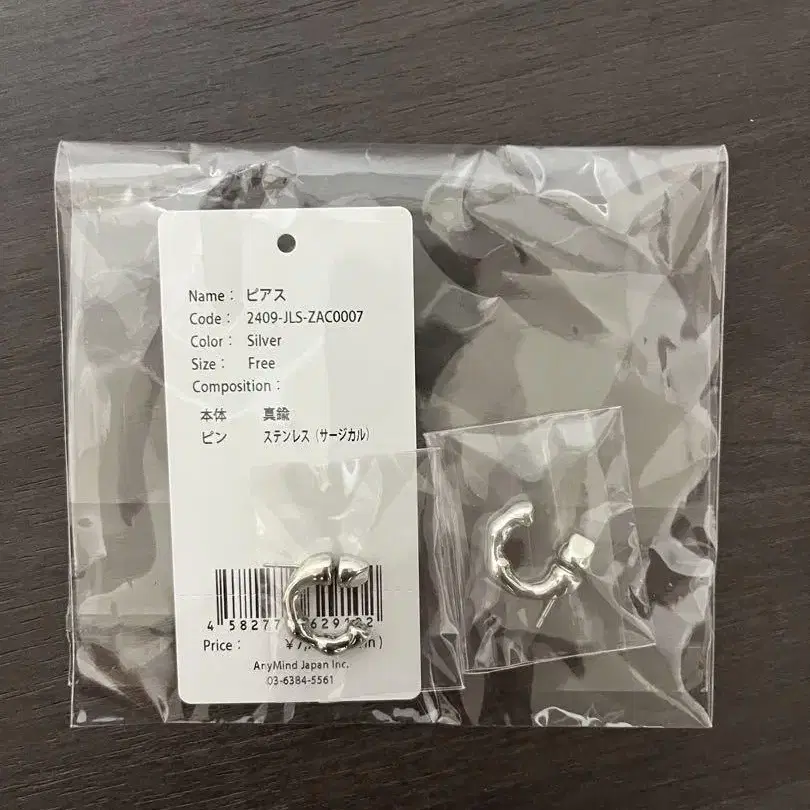 Name： ピアス
Code： 2409-JLS-ZAC0007
Color： Silver
Size： Free
Composition：
本体 真鍮
ピン ステンレス（サージカル）
Price：
AnyMind Japan Inc.
03-6384-5561